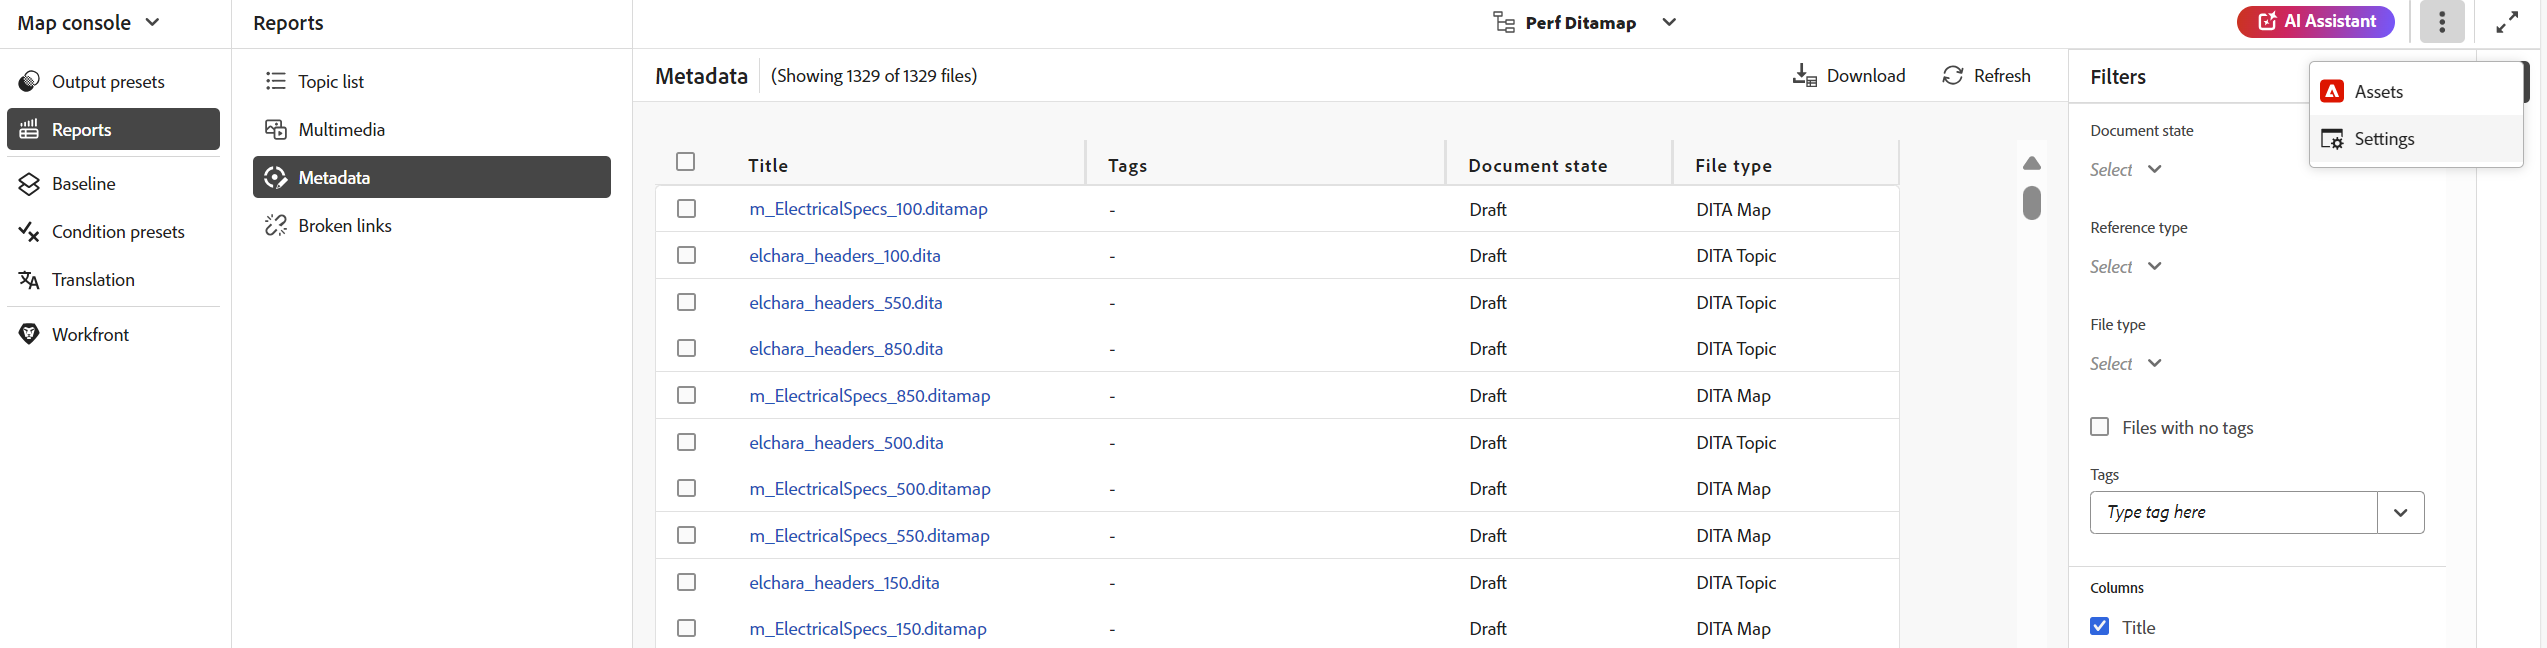 Map console
Reports
Perf Ditamap
AI Assistant
Output presets
Reports
Baseline
Condition presets
Translation
Workfront
Topic list
Multimedia
Metadata
Broken links
Metadata (Showing 1329 of 1329 files)
Download
Refresh
Title Tags Document state File type
m_ElectricalSpecs_100.ditamap - Draft DITA Map
elchara_headers_100.dita - Draft DITA Topic
elchara_headers_550.dita - Draft DITA Topic
elchara_headers_850.dita - Draft DITA Topic
m_ElectricalSpecs_850.ditamap - Draft DITA Map
elchara_headers_500.dita - Draft DITA Topic
m_ElectricalSpecs_500.ditamap - Draft DITA Map
m_ElectricalSpecs_550.ditamap - Draft DITA Map
elchara_headers_150.dita - Draft DITA Topic
m_ElectricalSpecs_150.ditamap - Draft DITA Map
Filters
Assets
Settings
Document state
Select
Reference type
Select
File type
Select
Files with no tags
Tags
Type tag here
Columns
Title